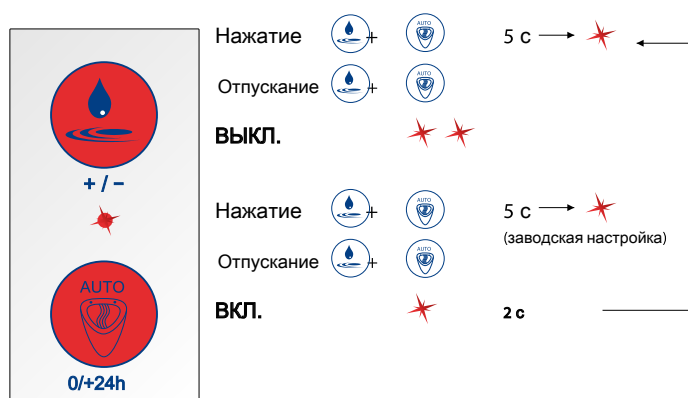 Нажатие + AUTO 5 с
Отпускание + AUTO
ВЫКЛ.
+ / −
Нажатие + AUTO 5 с
(заводская настройка)
Отпускание + AUTO
AUTO
ВКЛ. 2 с
0/+24h